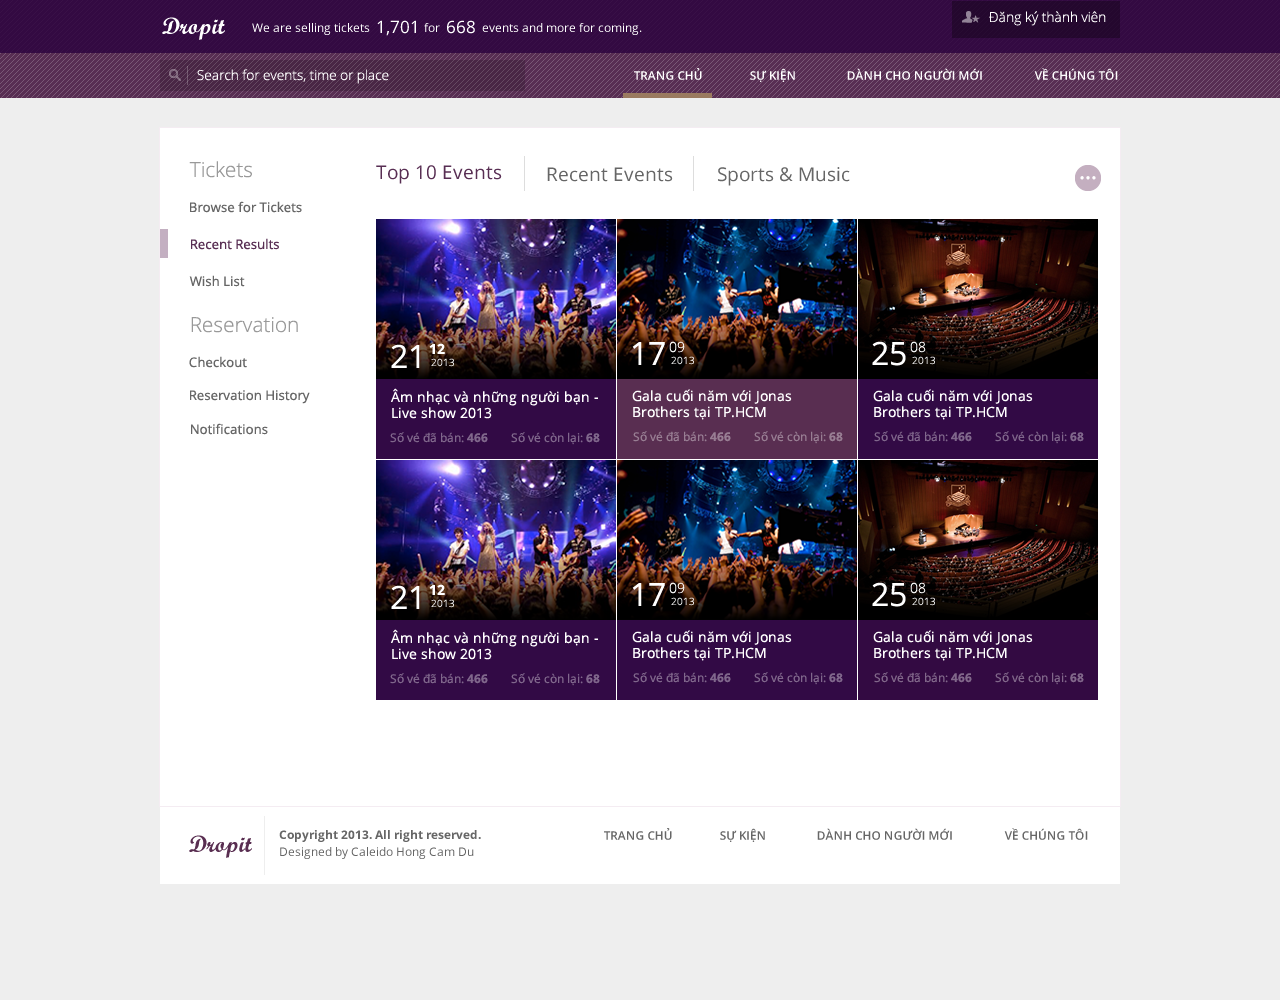 Dropit
We are selling tickets 1,701 for 668 events and more for coming.
Đăng ký thành viên
Search for events, time or place
TRANG CHỦ
SỰ KIỆN
DÀNH CHO NGƯỜI MỚI
VỀ CHÚNG TÔI
Tickets
Browse for Tickets
Recent Results
Wish List
Reservation
Checkout
Reservation History
Notifications
Top 10 Events
Recent Events
Sports & Music
21 12
2013
Âm nhạc và những người bạn -
Live show 2013
Số vé đã bán: 466 Số vé còn lại: 68
17 09
2013
Gala cuối năm với Jonas
Brothers tại TP.HCM
Số vé đã bán: 466 Số vé còn lại: 68
25 08
2013
Gala cuối năm với Jonas
Brothers tại TP.HCM
Số vé đã bán: 466 Số vé còn lại: 68
21 12
2013
Âm nhạc và những người bạn -
Live show 2013
Số vé đã bán: 466 Số vé còn lại: 68
17 09
2013
Gala cuối năm với Jonas
Brothers tại TP.HCM
Số vé đã bán: 466 Số vé còn lại: 68
25 08
2013
Gala cuối năm với Jonas
Brothers tại TP.HCM
Số vé đã bán: 466 Số vé còn lại: 68
Dropit
Copyright 2013. All right reserved.
Designed by Caleido Hong Cam Du
TRANG CHỦ
SỰ KIỆN
DÀNH CHO NGƯỜI MỚI
VỀ CHÚNG TÔI